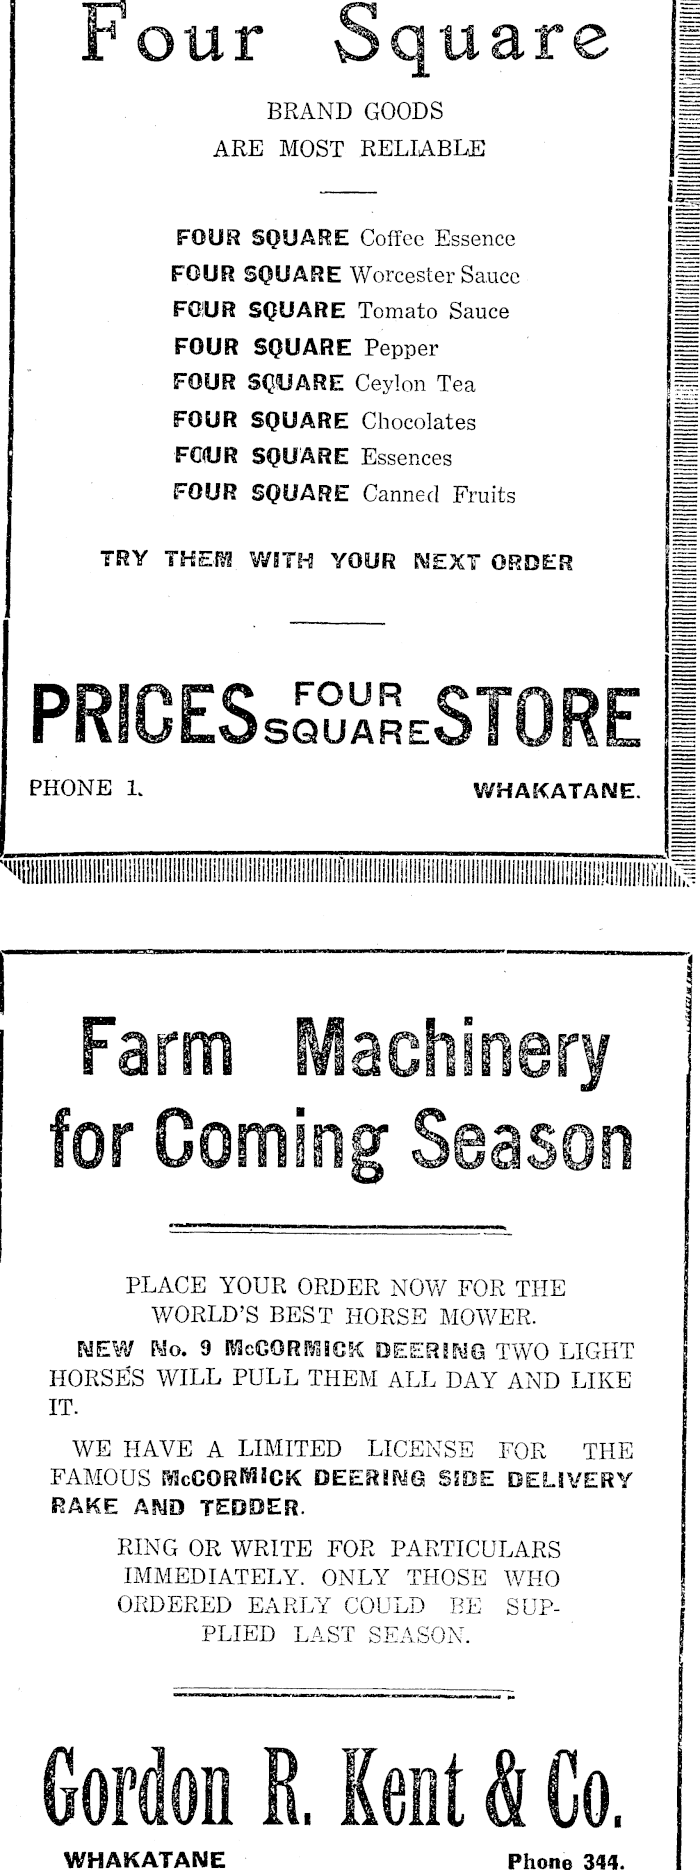 Four Square
BRAND GOODS
ARE MOST RELIABLE
FOUR SQUARE Coffee Essence
FOUR SQUARE Worcester Sauce
FOUR SQUARE Tomato Sauce
FOUR SQUARE Pepper
FOUR SQUARE Ceylon Tea
FOUR SQUARE Chocolates
FOUR SQUARE Essences
FOUR SQUARE Canned Fruits
TRY THEM WITH YOUR NEXT ORDER
PRICES FOUR SQUARE STORE
PHONE 1. WHAKATANE.
Farm Machinery
for Coming Season
PLACE YOUR ORDER NOW FOR THE
WORLD'S BEST HORSE MOWER.
NEW No. 9 McCORMICK DEERING TWO LIGHT
HORSES WILL PULL THEM ALL DAY AND LIKE
IT.
WE HAVE A LIMITED LICENSE FOR THE
FAMOUS McCORMICK DEERING SIDE DELIVERY
RAKE AND TEDDER.
RING OR WRITE FOR PARTICULARS
IMMEDIATELY. ONLY THOSE WHO
ORDERED EARLY COULD BE SUP-
PLIED LAST SEASON.
Gordon R. Kent & Co.
WHAKATANE Phone 344.